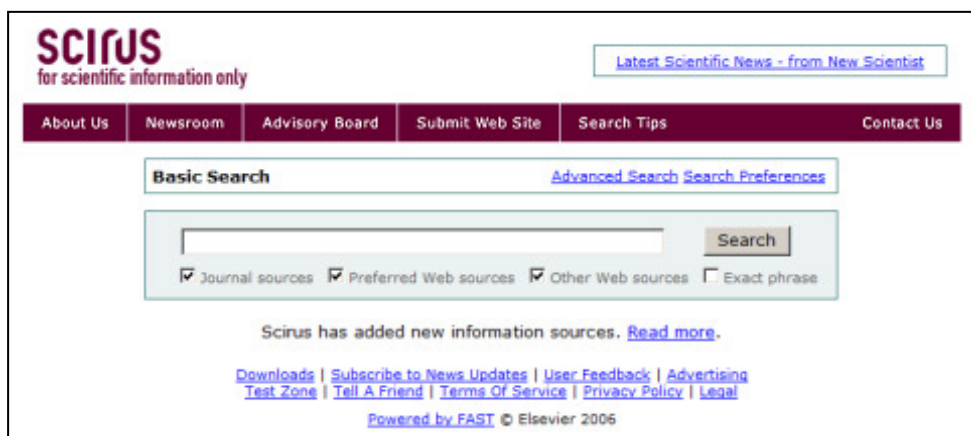 SCIRUS
for scientific information only
Latest Scientific News - from New Scientist
About Us Newsroom Advisory Board Submit Web Site Search Tips Contact Us
Basic Search Advanced Search Search Preferences
Search
Journal sources Preferred Web sources Other Web sources Exact phrase
Scirus has added new information sources. Read more.
Downloads | Subscribe to News Updates | User Feedback | Advertising
Test Zone | Tell A Friend | Terms Of Service | Privacy Policy | Legal
Powered by FAST © Elsevier 2006